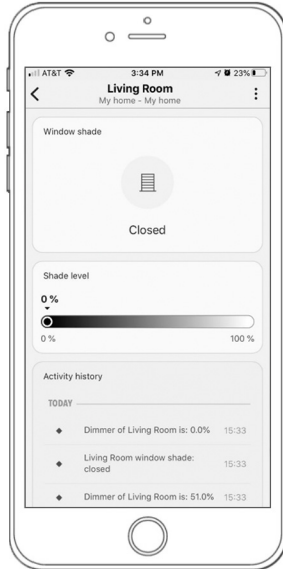 AT&T 3:34 PM 23%
Living Room
My home - My home
Window shade
Closed
Shade level
0 %
0 % 100 %
Activity history
TODAY
Dimmer of Living Room is: 0.0% 15:33
Living Room window shade:
closed 15:33
Dimmer of Living Room is: 51.0% 15:33